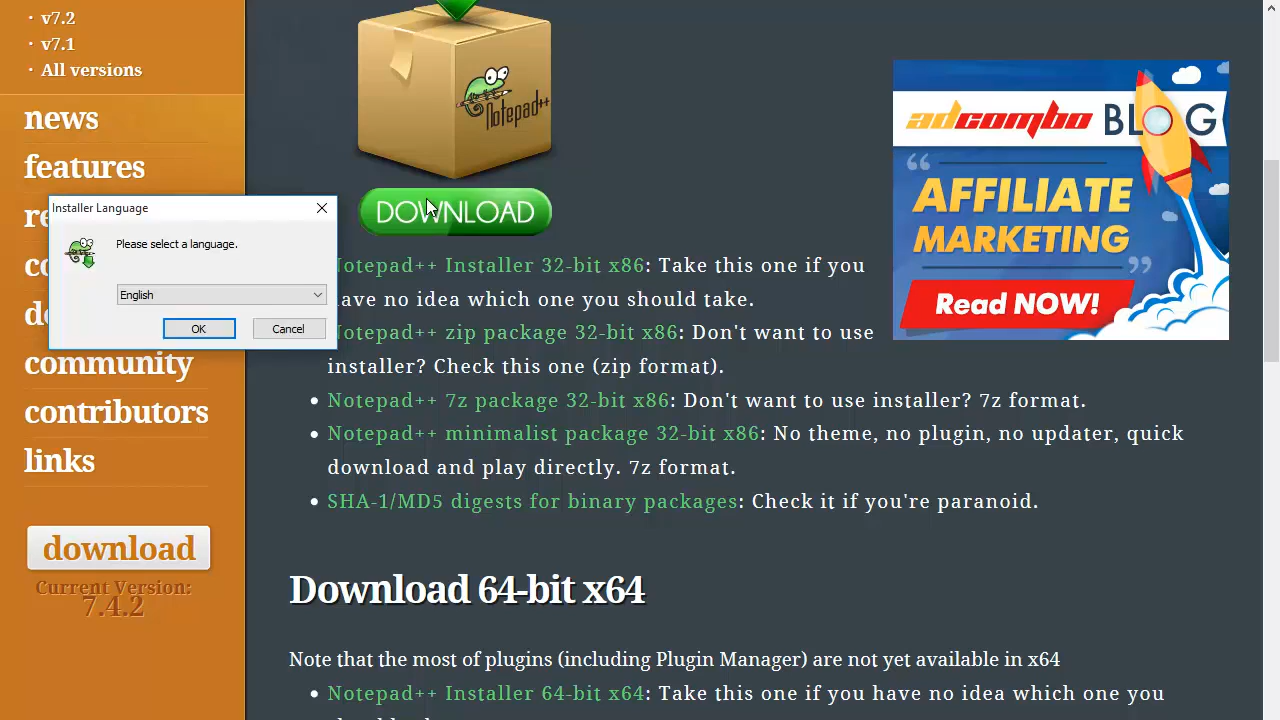 · v7.2
· v7.1
· All versions
news
features
re
co
do
community
contributors
links
download
Current Version:
7.4.2
Installer Language
Please select a language.
English
OK
Cancel
Notepad++
DOWNLOAD
Notepad++ Installer 32-bit x86: Take this one if you
have no idea which one you should take.
Notepad++ zip package 32-bit x86: Don't want to use
installer? Check this one (zip format).
• Notepad++ 7z package 32-bit x86: Don't want to use installer? 7z format.
• Notepad++ minimalist package 32-bit x86: No theme, no plugin, no updater, quick
download and play directly. 7z format.
• SHA-1/MD5 digests for binary packages: Check it if you're paranoid.
Download 64-bit x64
Note that the most of plugins (including Plugin Manager) are not yet available in x64
• Notepad++ Installer 64-bit x64: Take this one if you have no idea which one you
adcombo BLOG
“ AFFILIATE
MARKETING ”
Read NOW!